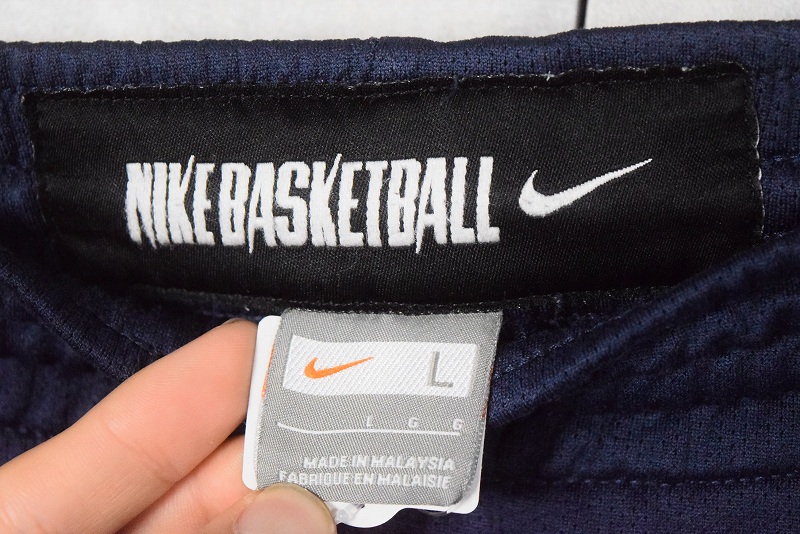 NIKE BASKETBALL
L
L G G
MADE IN MALAYSIA
FABRIQUE EN MALAISIE